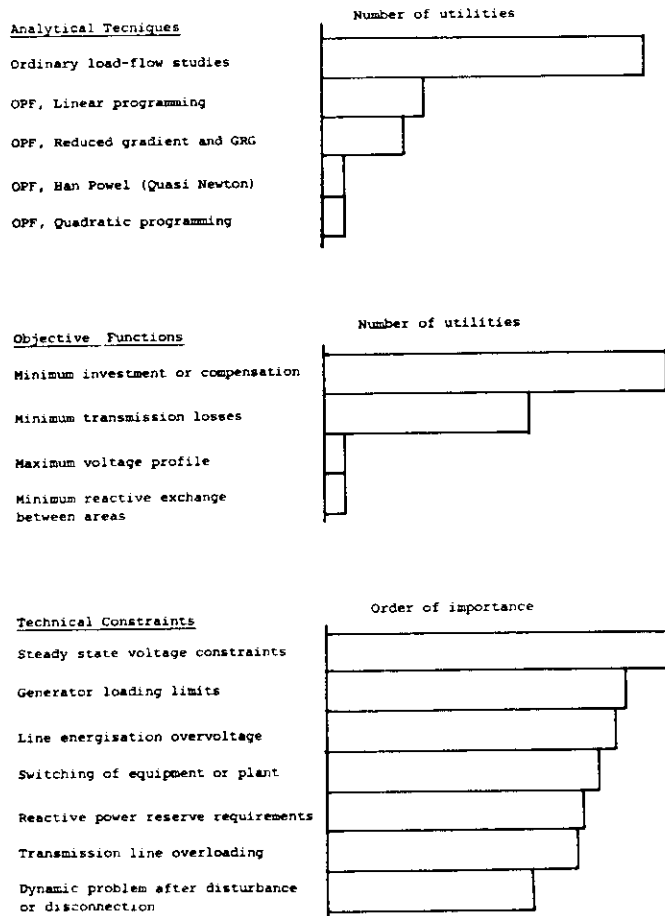 Number of utilities
Analytical Tecniques
Ordinary load-flow studies
OPF, Linear programming
OPF, Reduced gradient and GRG
OPF, Han Powel (Quasi Newton)
OPF, Quadratic programming
Number of utilities
Objective Functions
Minimum investment or compensation
Minimum transmission losses
Maximum voltage profile
Minimum reactive exchange
between areas
Order of importance
Technical Constraints
Steady state voltage constraints
Generator loading limits
Line energisation overvoltage
Switching of equipment or plant
Reactive power reserve requirements
Transmission line overloading
Dynamic problem after disturbance
or disconnection